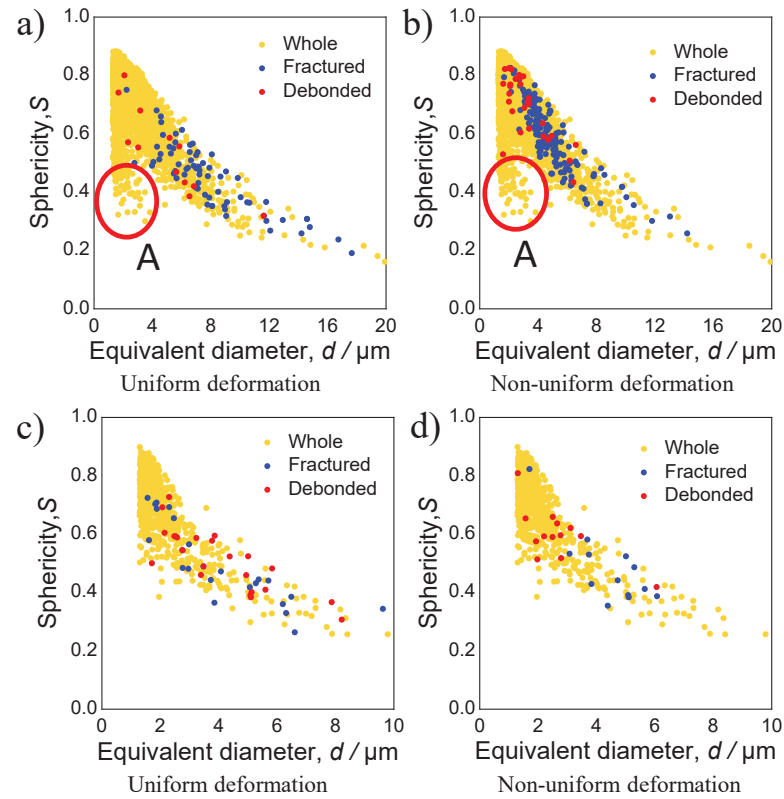 a)
1.0
0.8
0.6
0.4
0.2
0.0
Sphericity, S
Whole
Fractured
Debonded
A
0 4 8 12 16 20
Equivalent diameter, d / μm
Uniform deformation
b)
1.0
0.8
0.6
0.4
0.2
0.0
Sphericity, S
Whole
Fractured
Debonded
A
0 4 8 12 16 20
Equivalent diameter, d / μm
Non-uniform deformation
c)
1.0
0.8
0.6
0.4
0.2
0.0
Sphericity, S
Whole
Fractured
Debonded
0 2 4 6 8 10
Equivalent diameter, d / μm
Uniform deformation
d)
1.0
0.8
0.6
0.4
0.2
0.0
Sphericity, S
Whole
Fractured
Debonded
0 2 4 6 8 10
Equivalent diameter, d / μm
Non-uniform deformation